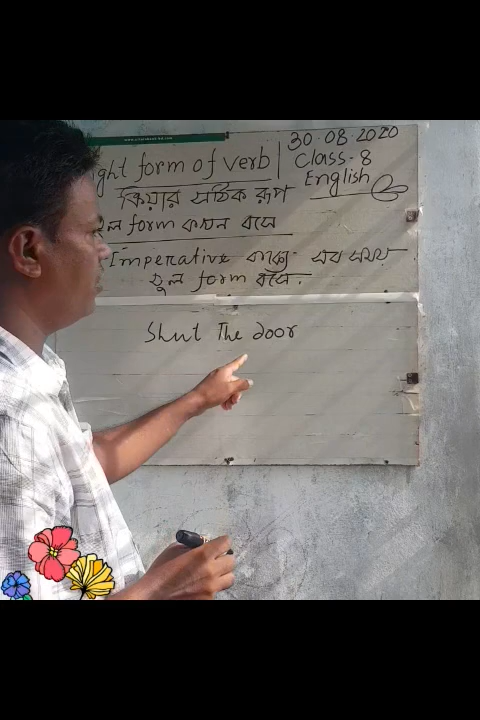 ight form of verb
30.08.2020
Class-8
English
ক্রিয়ার সঠিক রূপ
ল form কখন বসে
Imperative বাক্যে সব সময়
মূল form বসে.
Shut The door